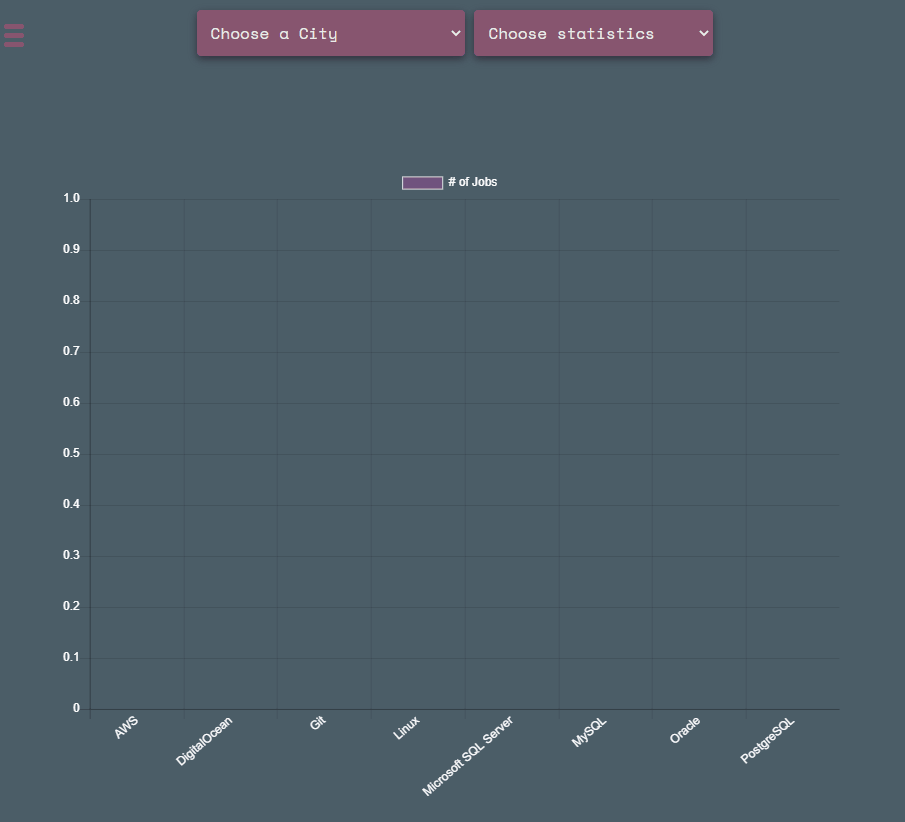 Choose a City
Choose statistics
# of Jobs
1.0
0.9
0.8
0.7
0.6
0.5
0.4
0.3
0.2
0.1
0
AWS
DigitalOcean
Git
Linux
Microsoft SQL Server
MySQL
Oracle
PostgreSQL